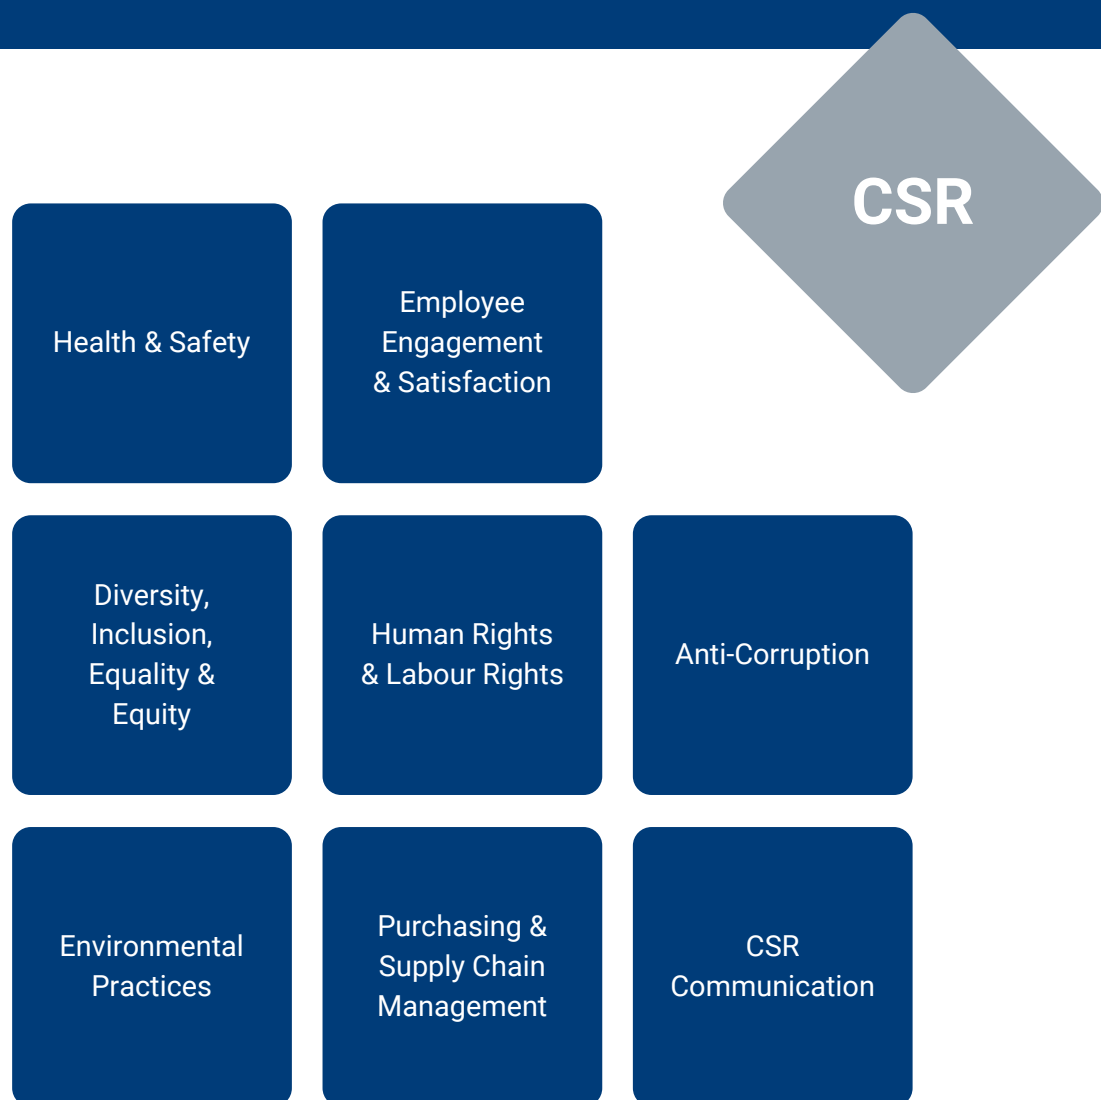 CSR
Health & Safety
Employee
Engagement
& Satisfaction
Diversity,
Inclusion,
Equality &
Equity
Human Rights
& Labour Rights
Anti-Corruption
Environmental
Practices
Purchasing &
Supply Chain
Management
CSR
Communication